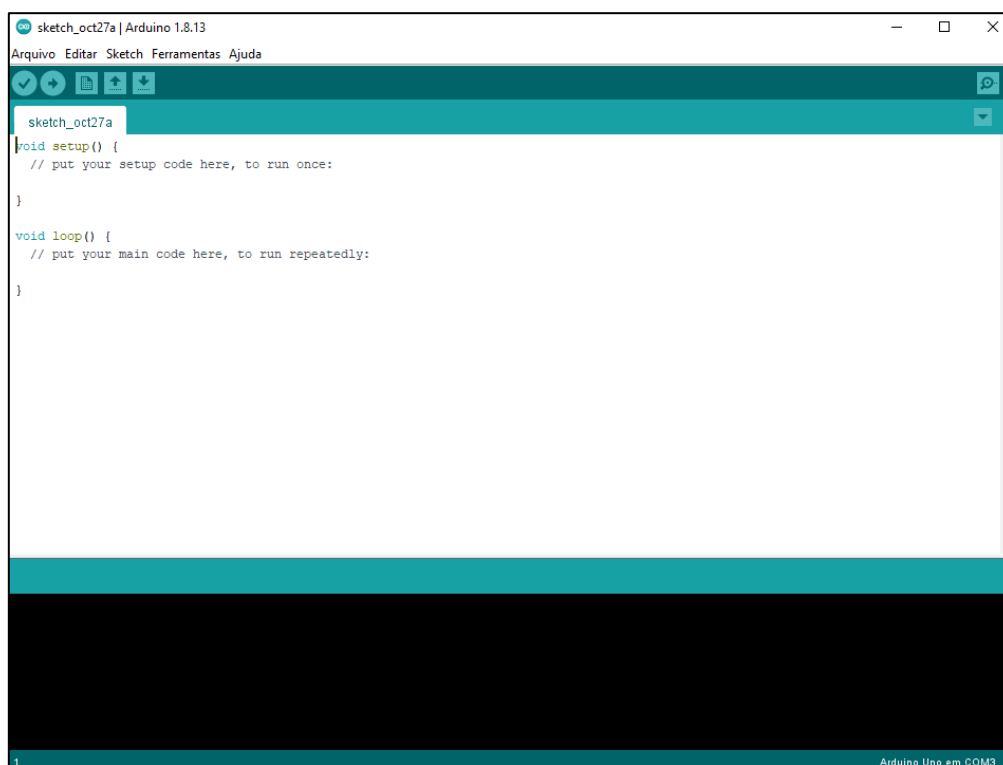 sketch_oct27a | Arduino 1.8.13
Arquivo Editar Sketch Ferramentas Ajuda
sketch_oct27a
void setup() {
  // put your setup code here, to run once:
}
void loop() {
  // put your main code here, to run repeatedly:
}
1 Arduino Uno em COM3